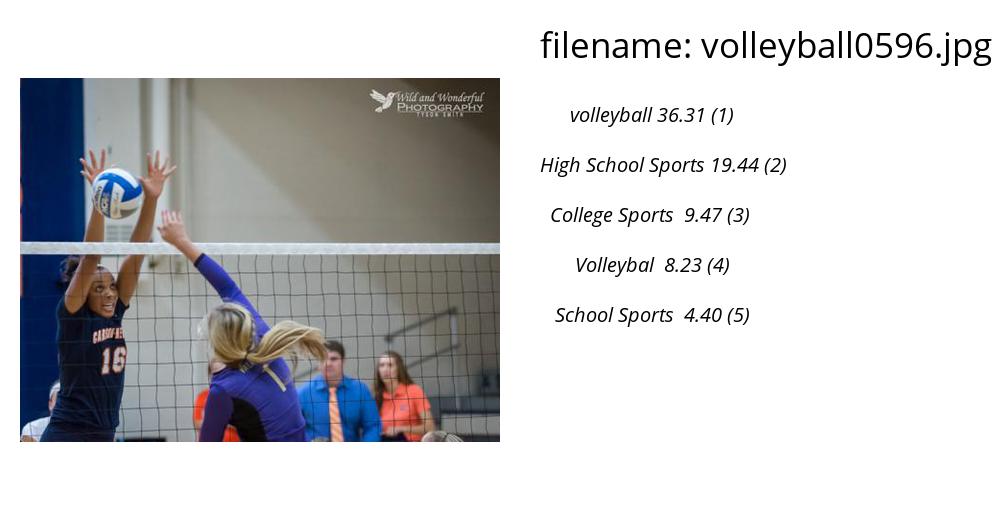 filename: volleyball0596.jpg
Wild and Wonderful
PHOTOGRAPHY
TYSON SMITH
volleyball 36.31 (1)
High School Sports 19.44 (2)
College Sports 9.47 (3)
Volleybal 8.23 (4)
School Sports 4.40 (5)
16